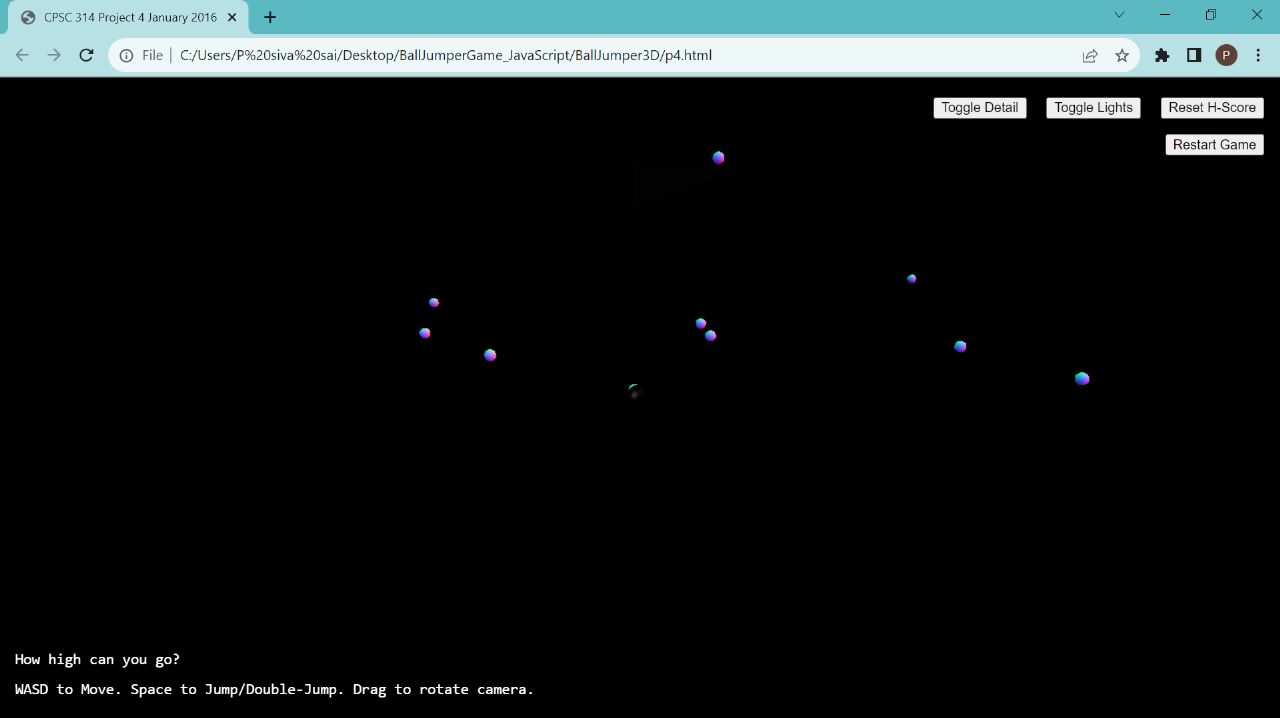 CPSC 314 Project 4 January 2016
File | C:/Users/P%20siva%20sai/Desktop/BallJumperGame_JavaScript/BallJumper3D/p4.html
P
Toggle Detail
Toggle Lights
Reset H-Score
Restart Game
How high can you go?
WASD to Move. Space to Jump/Double-Jump. Drag to rotate camera.